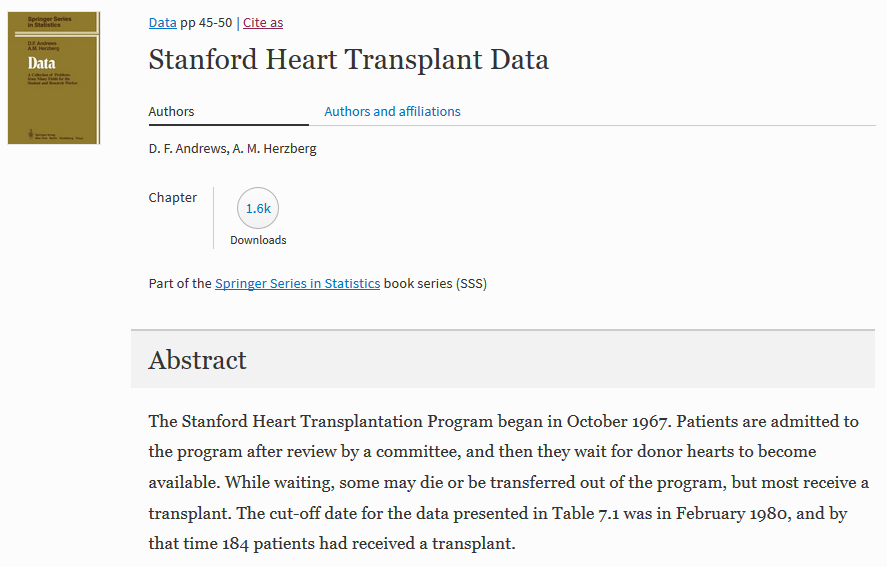 Springer Series
in Statistics
D.F. Andrews
A.M. Herzberg
Data
A Collection of Problems
from Many Fields for the
Student and Research Worker
Data pp 45-50 | Cite as
Stanford Heart Transplant Data
Authors
Authors and affiliations
D. F. Andrews, A. M. Herzberg
Chapter
1.6k
Downloads
Part of the Springer Series in Statistics book series (SSS)
Abstract
The Stanford Heart Transplantation Program began in October 1967. Patients are admitted to
the program after review by a committee, and then they wait for donor hearts to become
available. While waiting, some may die or be transferred out of the program, but most receive a
transplant. The cut-off date for the data presented in Table 7.1 was in February 1980, and by
that time 184 patients had received a transplant.